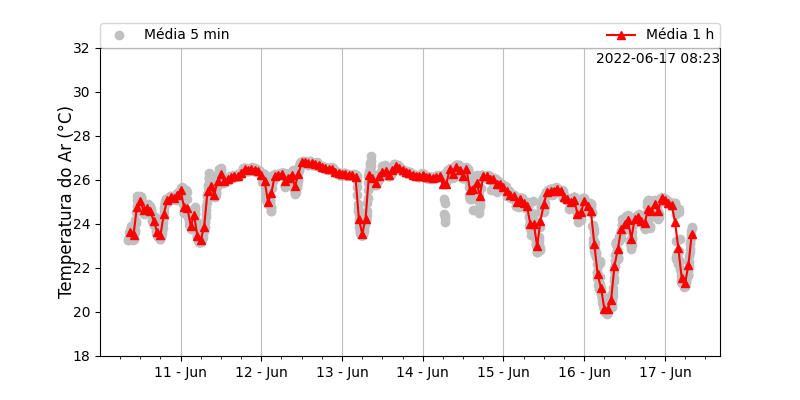 Média 5 min
Média 1 h
2022-06-17 08:23
Temperatura do Ar (°C)
32
30
28
26
24
22
20
18
11 - Jun
12 - Jun
13 - Jun
14 - Jun
15 - Jun
16 - Jun
17 - Jun